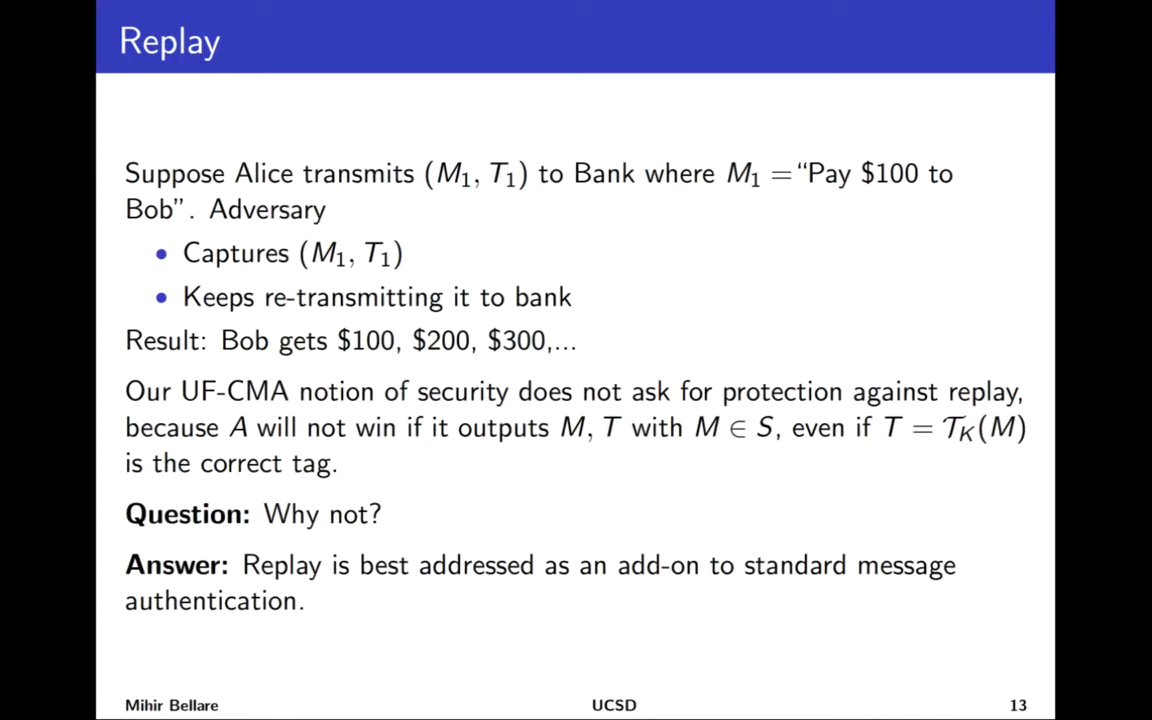 Replay
Suppose Alice transmits (M₁, T₁) to Bank where M₁ = “Pay $100 to
Bob”. Adversary
• Captures (M₁, T₁)
• Keeps re-transmitting it to bank
Result: Bob gets $100, $200, $300,...
Our UF-CMA notion of security does not ask for protection against replay,
because A will not win if it outputs M, T with M ∈ S, even if T = 𝒯_K(M)
is the correct tag.
Question: Why not?
Answer: Replay is best addressed as an add-on to standard message
authentication.
Mihir Bellare UCSD 13